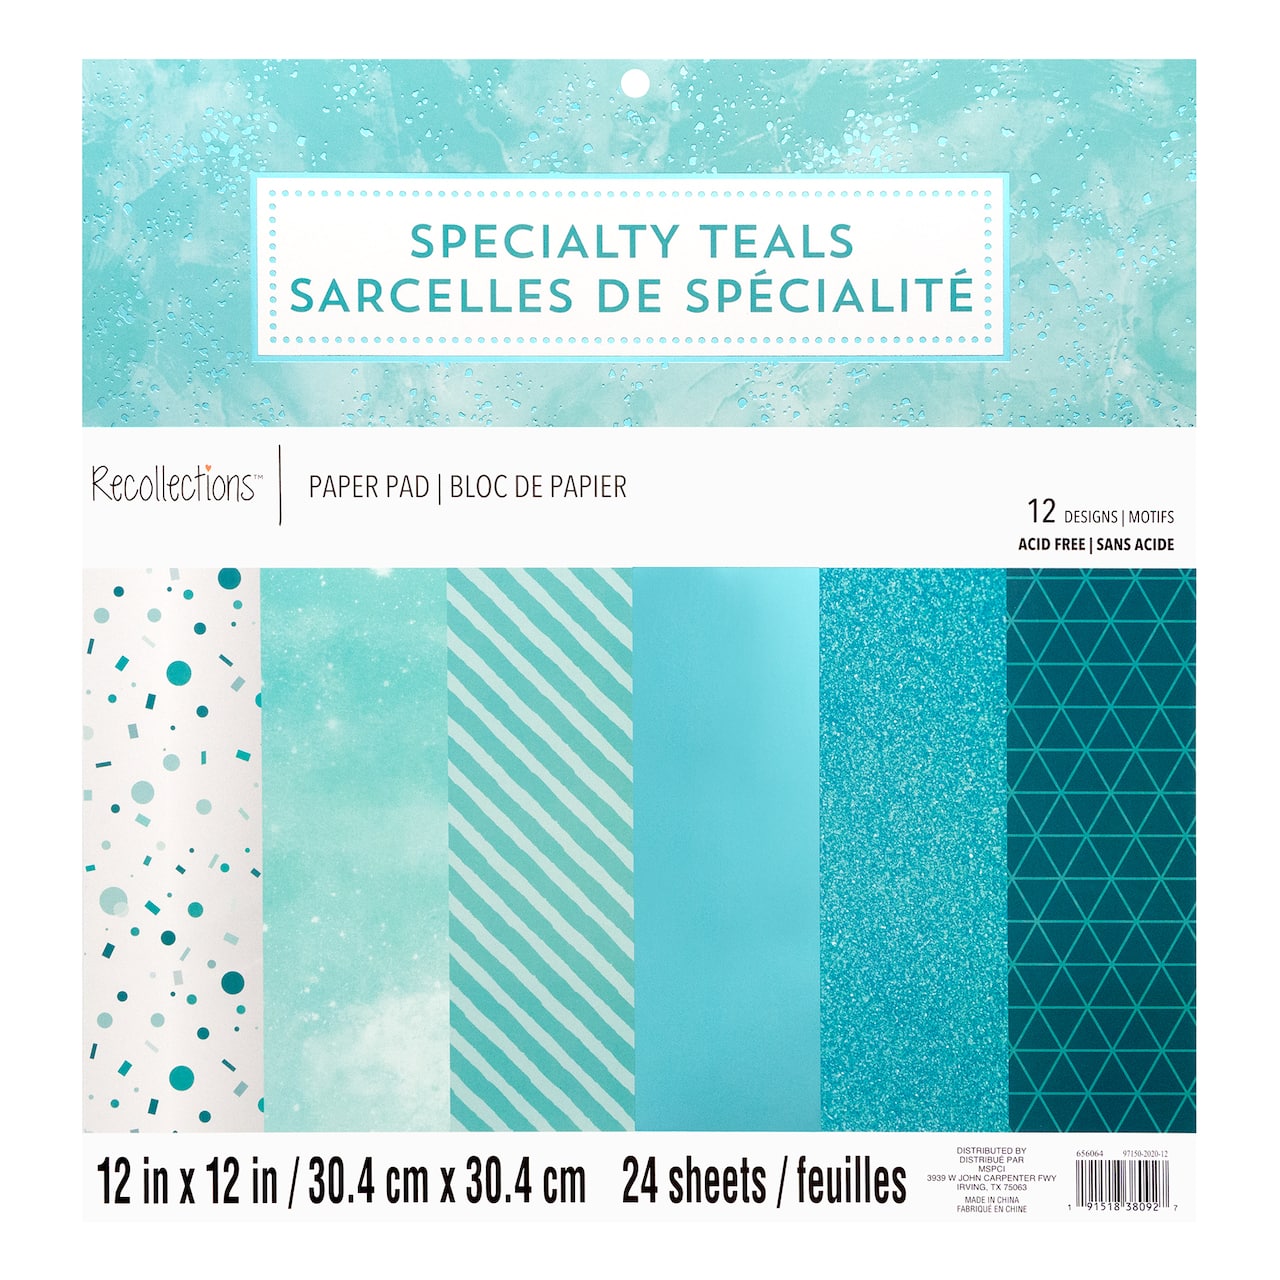 SPECIALTY TEALS
SARCELLES DE SPÉCIALITÉ
Recollections™
PAPER PAD | BLOC DE PAPIER
12 DESIGNS | MOTIFS
ACID FREE | SANS ACIDE
12 in x 12 in / 30.4 cm x 30.4 cm
24 sheets / feuilles
DISTRIBUTED BY
DISTRIBUÉ PAR
MSPCI
3939 W JOHN CARPENTER FWY
IRVING, TX 75063
MADE IN CHINA
FABRIQUÉ EN CHINE
656064 97150-2020-12
1 91518 38092 7